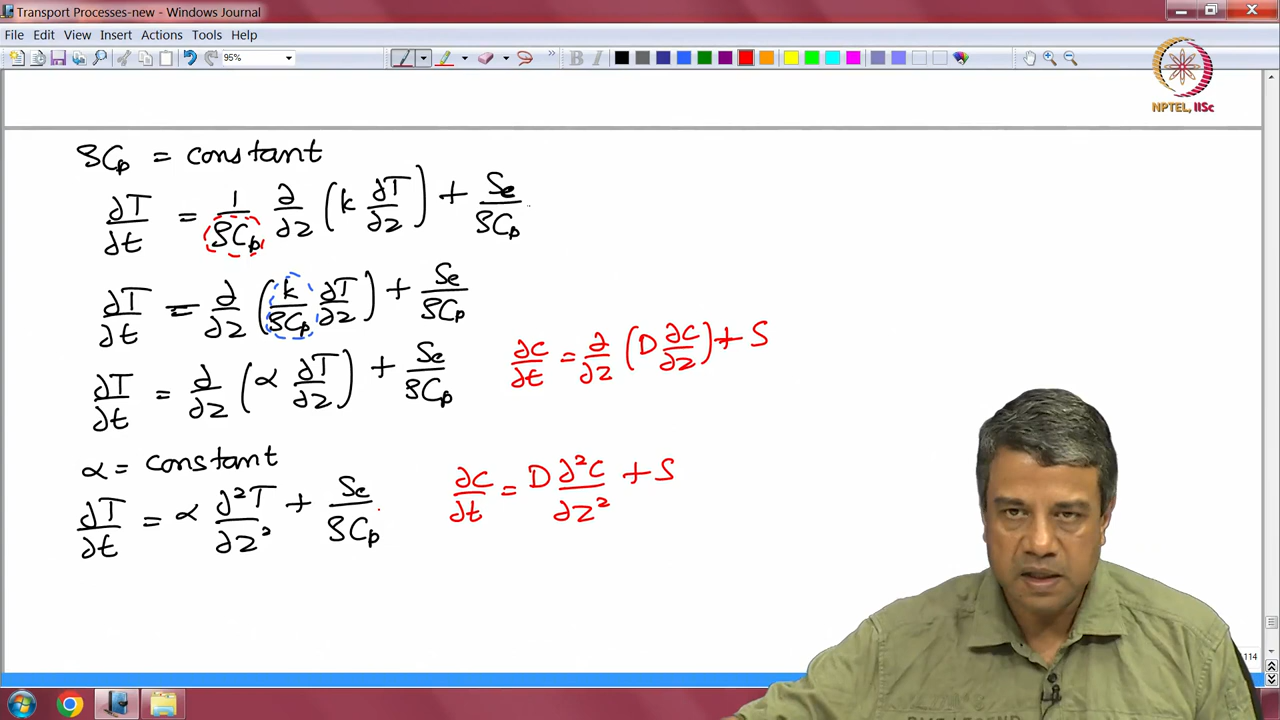 Transport Processes-new - Windows Journal
File Edit View Insert Actions Tools Help
95%
B I
NPTEL, IISc
ρCp = constant
∂T/∂t = 1/ρCp ∂/∂z (k ∂T/∂z) + Se/ρCp
∂T/∂t = ∂/∂z (k/ρCp ∂T/∂z) + Se/ρCp
∂T/∂t = ∂/∂z (α ∂T/∂z) + Se/ρCp
∂c/∂t = ∂/∂z (D ∂c/∂z) + S
α = constant
∂T/∂t = α ∂²T/∂z² + Se/ρCp
∂c/∂t = D ∂²c/∂z² + S
114